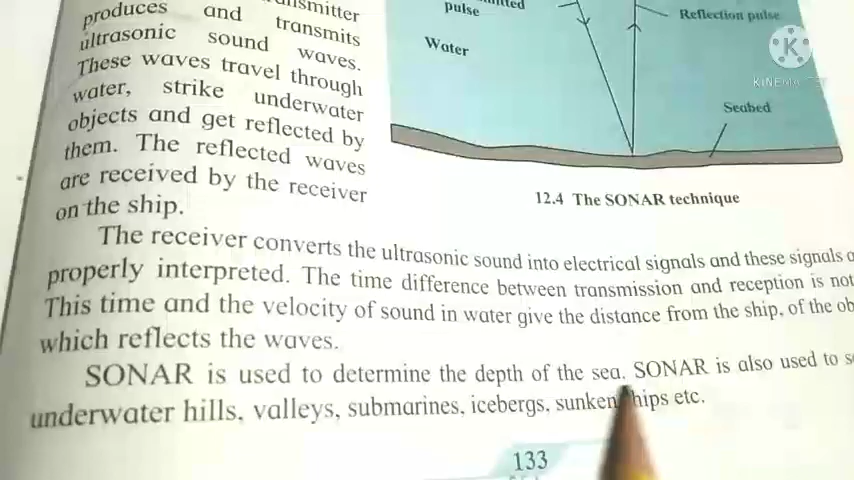 produces and transmits
ultrasonic sound waves.
These waves travel through
water, strike underwater
objects and get reflected by
them. The reflected waves
are received by the receiver
on the ship.
pulse
Water
Reflection pulse
Seabed
K
12.4 The SONAR technique
The receiver converts the ultrasonic sound into electrical signals and these signals
properly interpreted. The time difference between transmission and reception is
This time and the velocity of sound in water give the distance from the ship, of the
which reflects the waves.
SONAR is used to determine the depth of the sea. SONAR is also used to
underwater hills, valleys, submarines, icebergs, sunken etc.
133